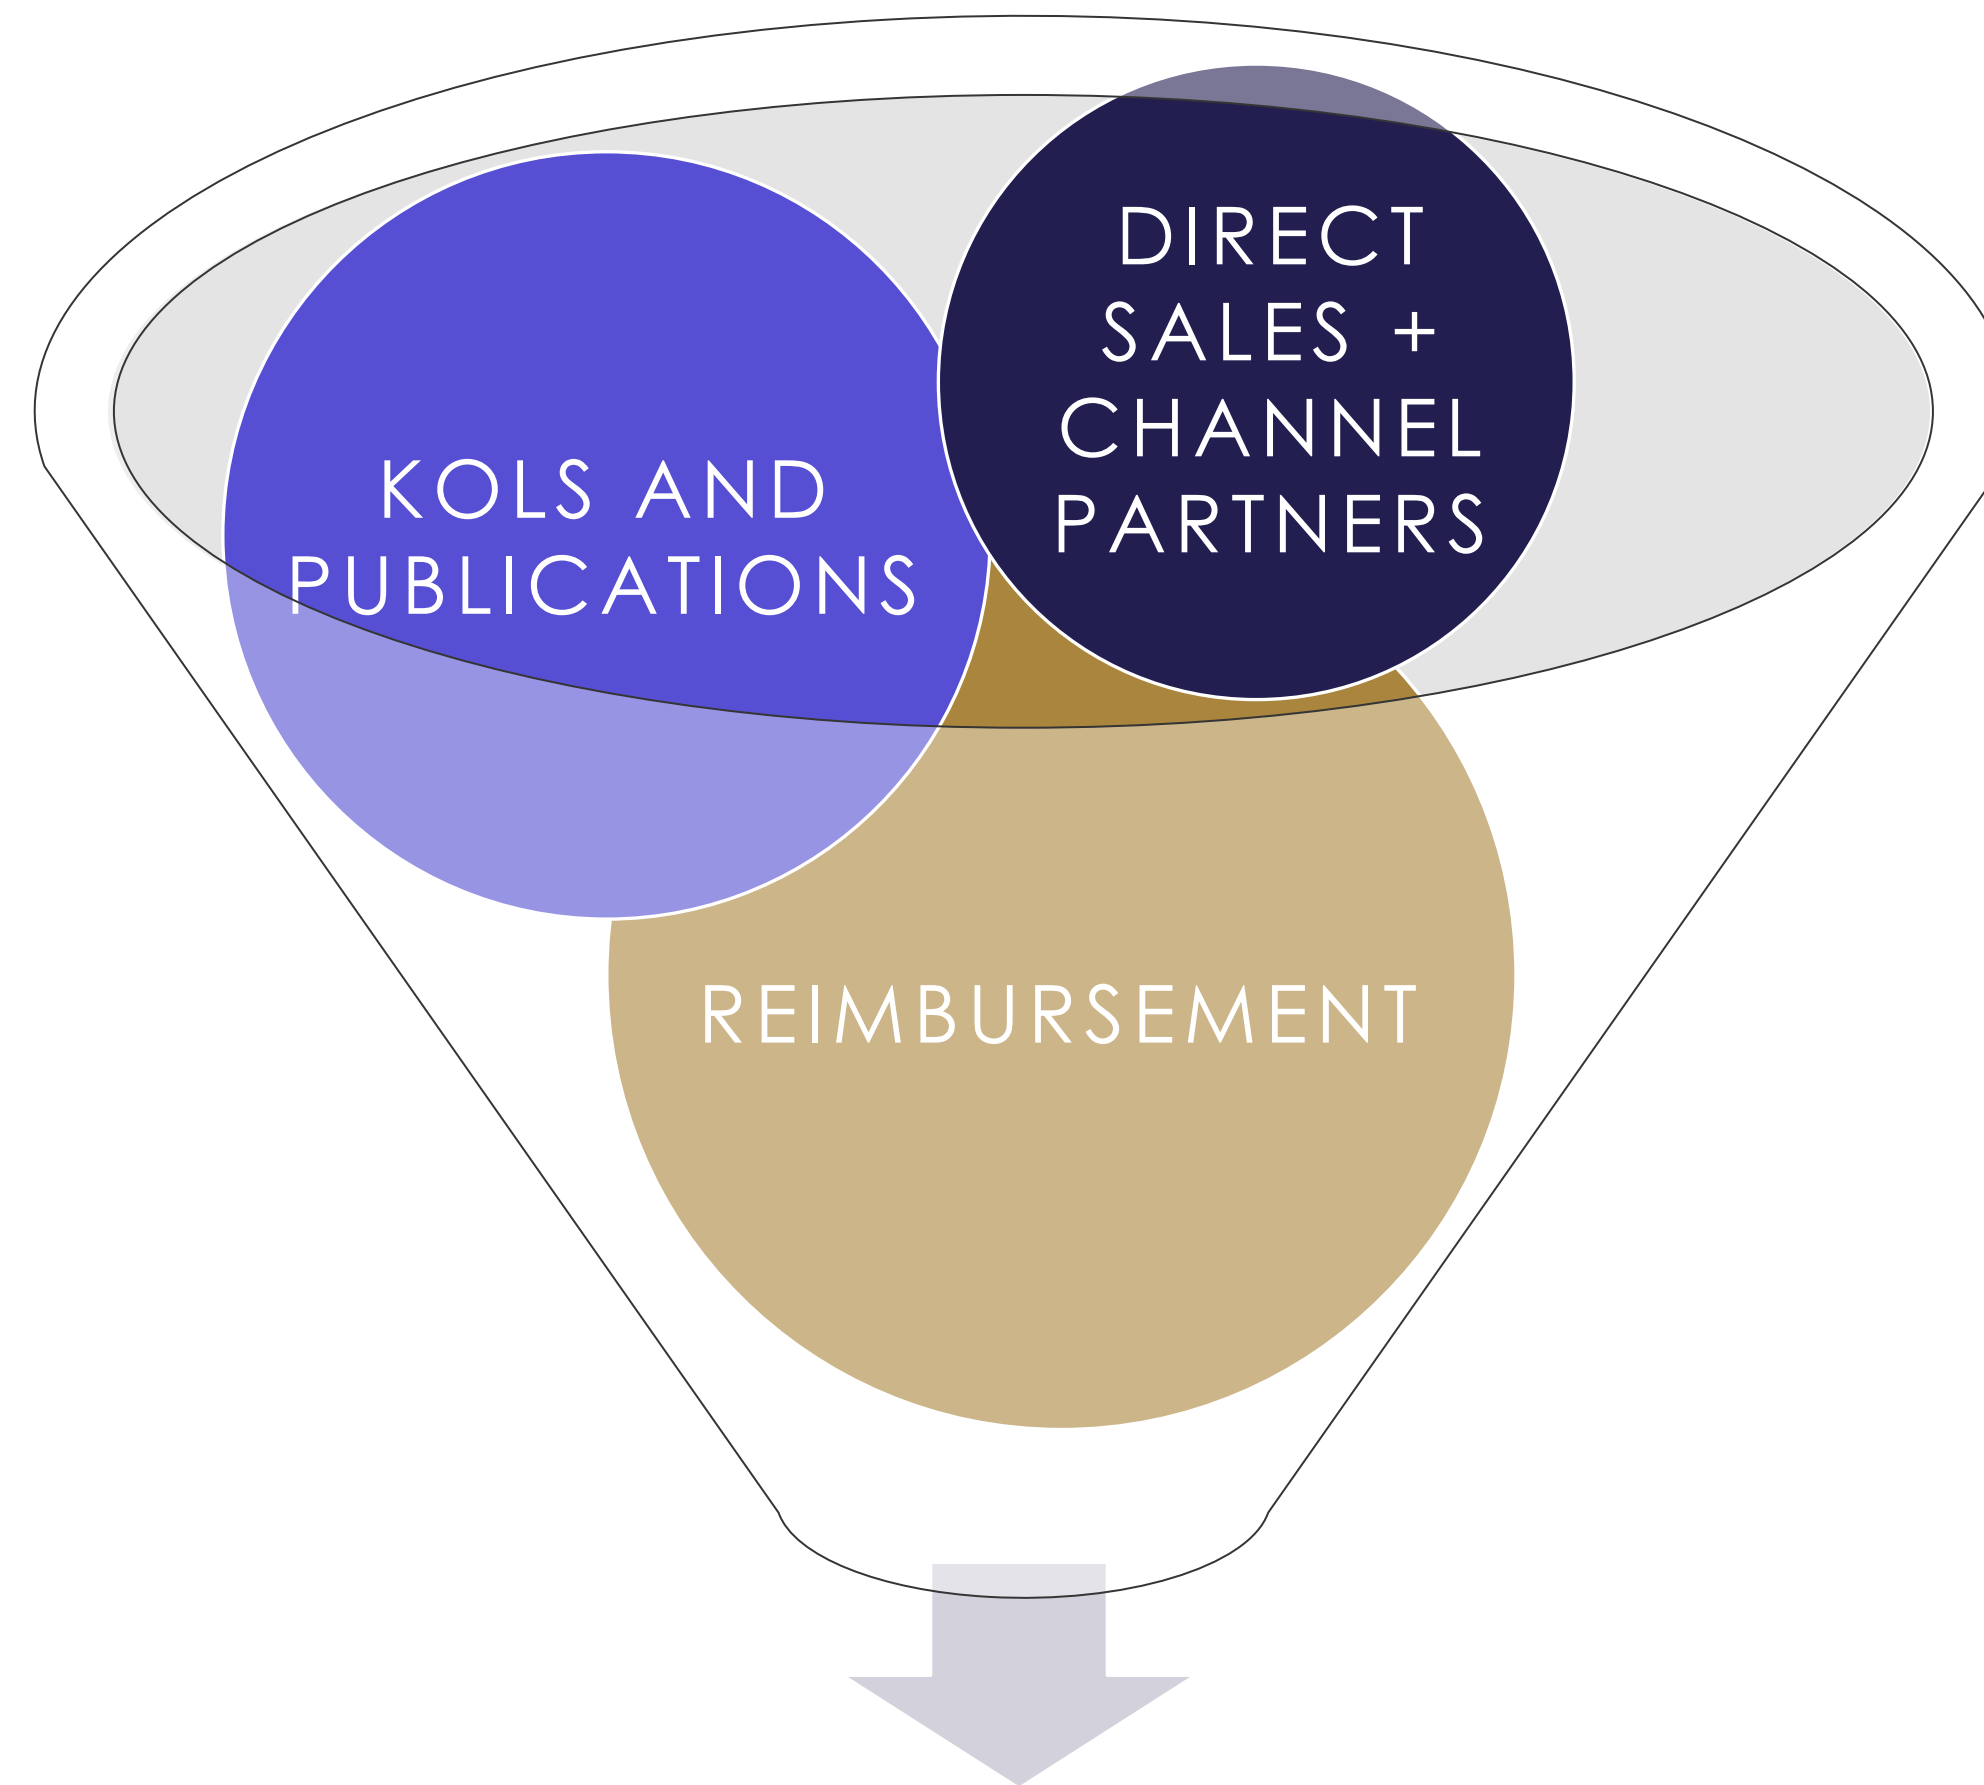 KOLS AND
PUBLICATIONS
DIRECT
SALES +
CHANNEL
PARTNERS
REIMBURSEMENT